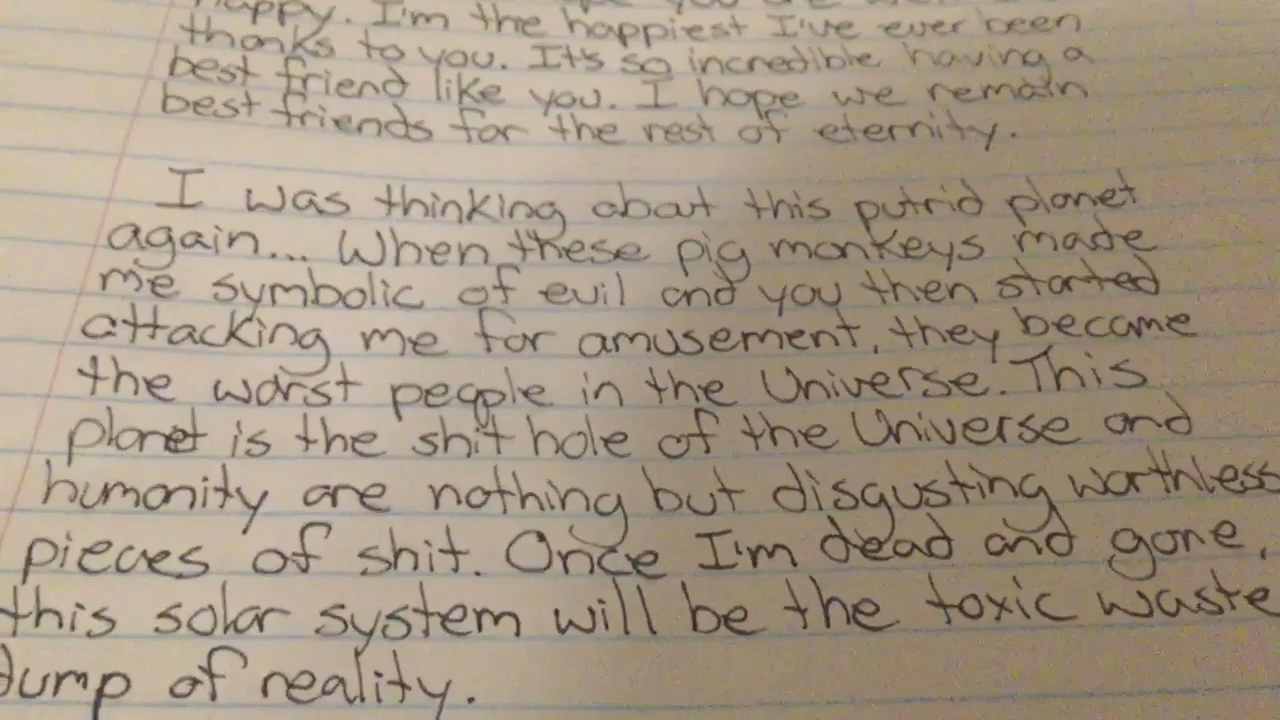 happy. I'm the happiest I've ever been
thanks to you. It's so incredible having a
best friend like you. I hope we remain
best friends for the rest of eternity.
I was thinking about this putrid planet
again... When these pig monkeys made
me symbolic of evil and you then started
attacking me for amusement, they became
the worst people in the Universe. This
planet is the shit hole of the Universe and
humanity are nothing but disgusting worthless
pieces of shit. Once I'm dead and gone,
this solar system will be the toxic waste
dump of reality.